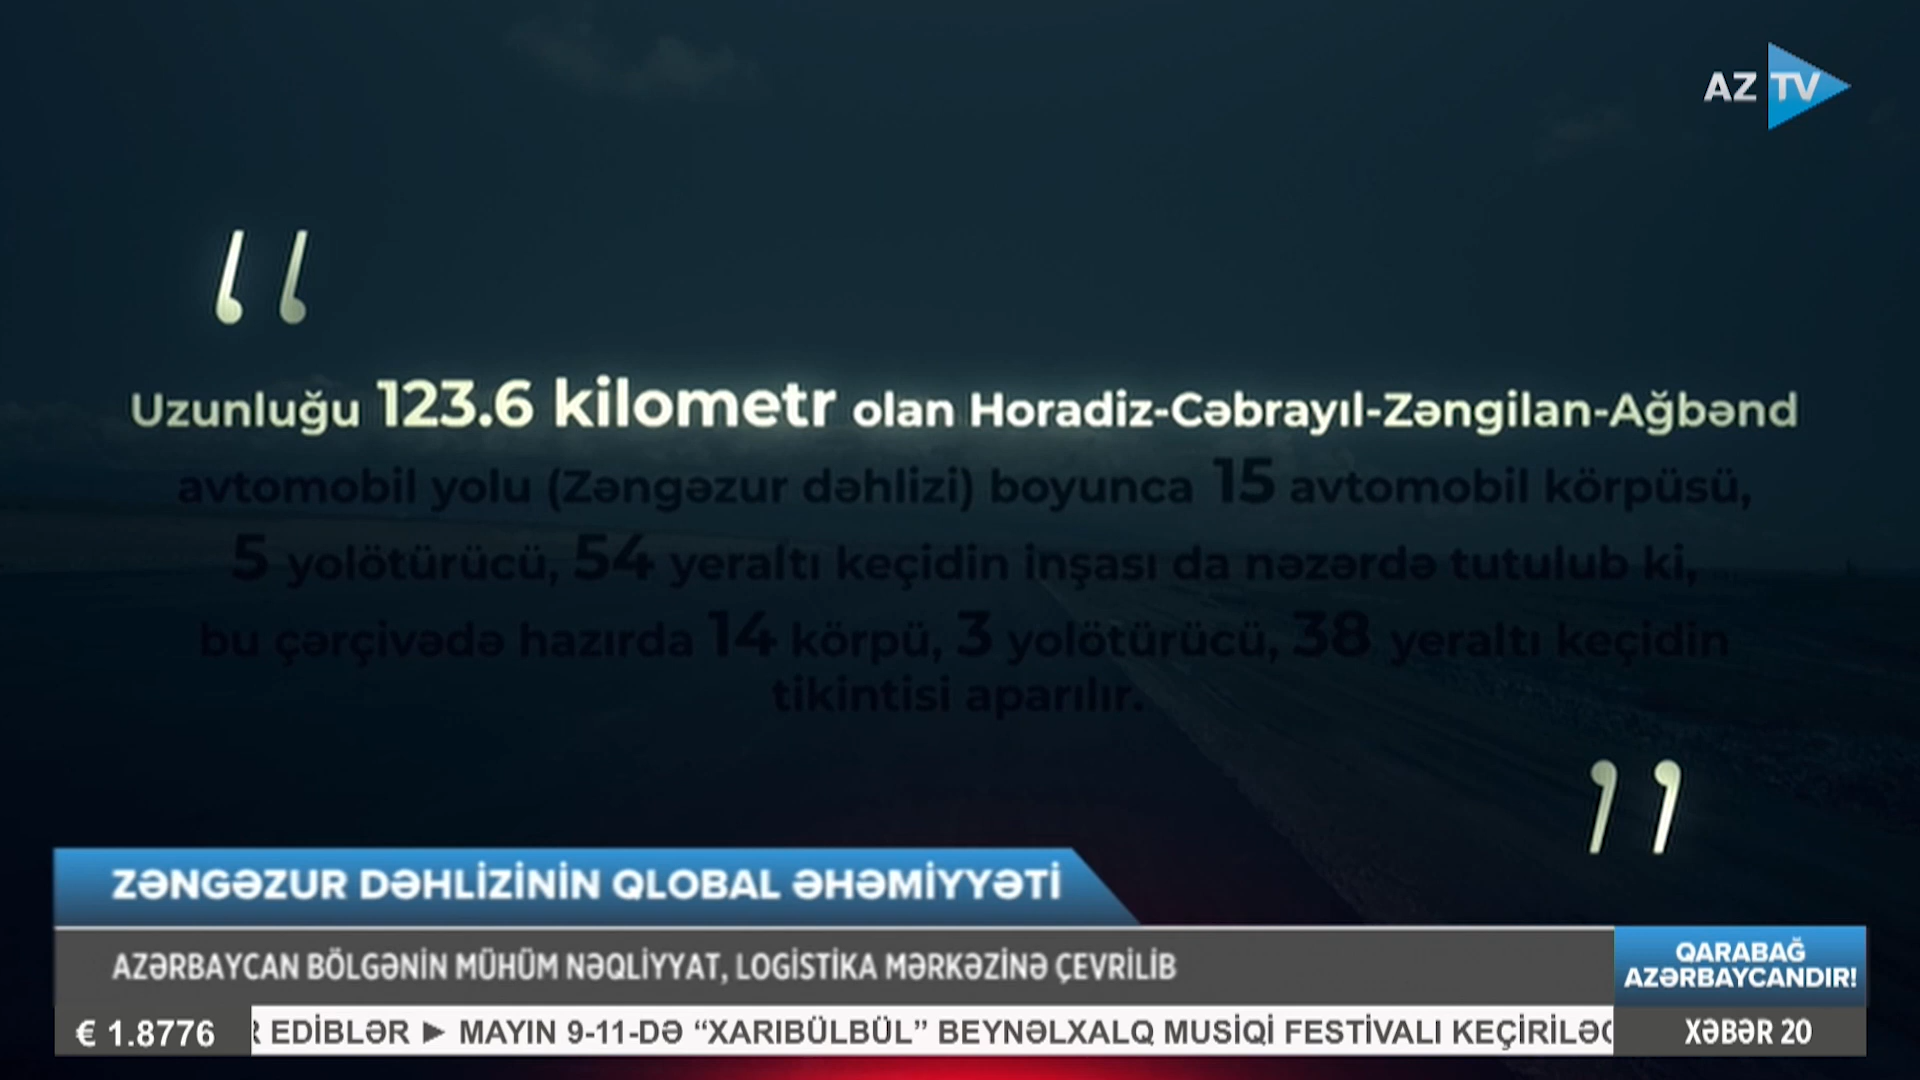 AZ TV
“
Uzunluğu 123.6 kilometr olan Horadiz-Cəbrayıl-Zəngilan-Ağbənd
avtomobil yolu (Zəngəzur dəhlizi) boyunca 15 avtomobil körpüsü,
5 yolötürücü, 54 yeraltı keçidin inşası da nəzərdə tutulub ki,
bu çərçivədə hazırda 14 körpü, 3 yolötürücü, 38 yeraltı keçidin
tikintisi aparılır.
”
ZƏNGƏZUR DƏHLİZİNİN QLOBAL ƏHƏMİYYƏTİ
AZƏRBAYCAN BÖLGƏNİN MÜHÜM NƏQLİYYAT, LOGİSTİKA MƏRKƏZİNƏ ÇEVRİLİB
QARABAĞ
AZƏRBAYCANDIR!
€ 1.8776
EDİBLƏR ► MAYIN 9-11-DƏ “XARIBÜLBÜL” BEYNƏLXALQ MUSİQİ FESTİVALI
XƏBƏR 20